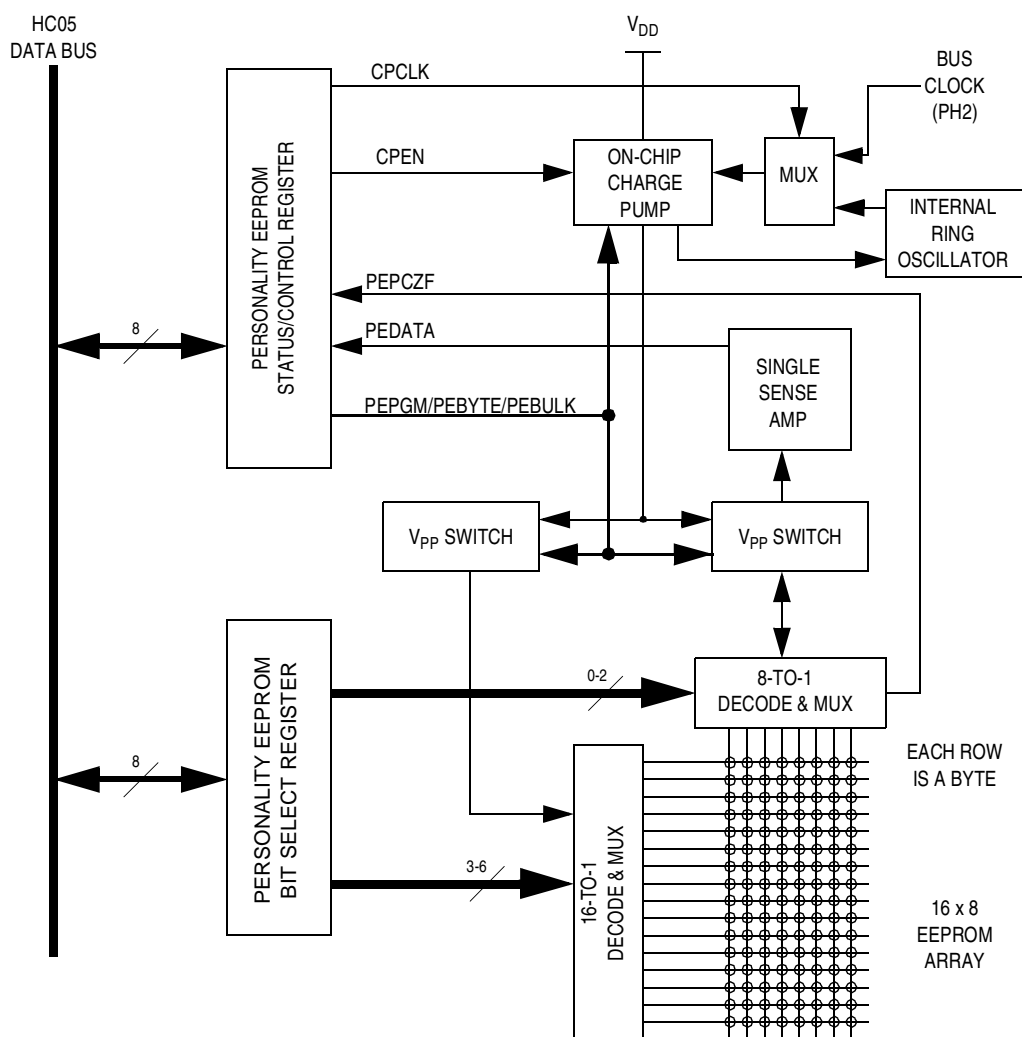 HC05
DATA BUS
VDD
BUS
CLOCK
(PH2)
CPCLK
PERSONALITY EEPROM
STATUS/CONTROL REGISTER
CPEN
ON-CHIP
CHARGE
PUMP
MUX
INTERNAL
RING
OSCILLATOR
PEPCZF
8
PEDATA
SINGLE
SENSE
AMP
PEPGM/PEBYTE/PEBULK
VPP SWITCH
VPP SWITCH
PERSONALITY EEPROM
BIT SELECT REGISTER
0-2
8-TO-1
DECODE & MUX
8
EACH ROW
IS A BYTE
3-6
16-TO-1
DECODE & MUX
16 x 8
EEPROM
ARRAY